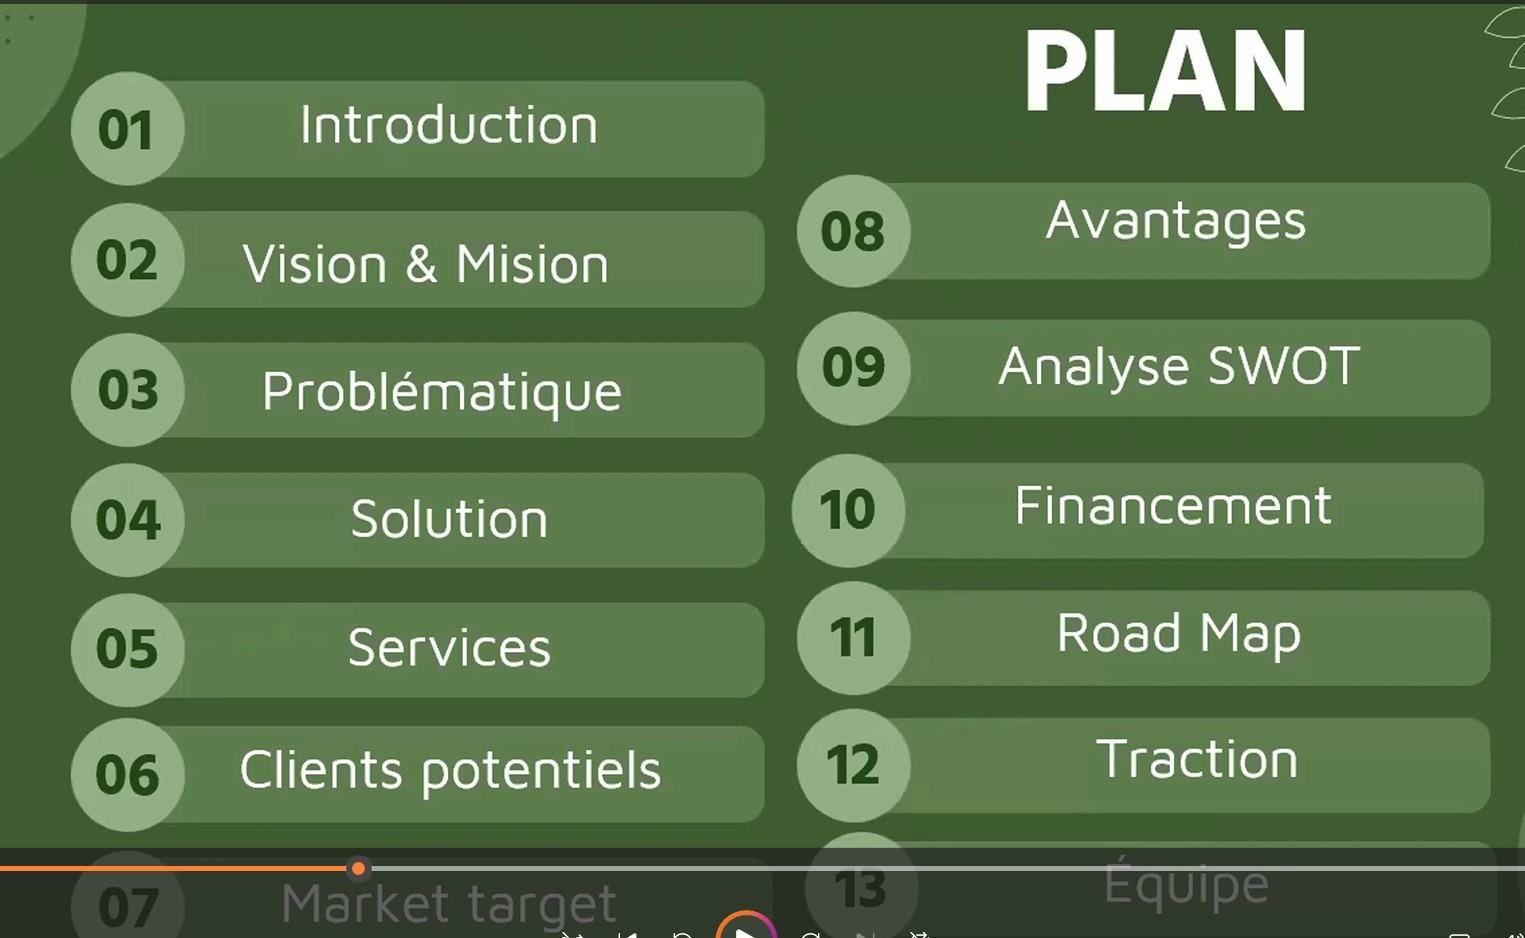 PLAN
01 Introduction
02 Vision & Mision
03 Problématique
04 Solution
05 Services
06 Clients potentiels
07 Market target
08 Avantages
09 Analyse SWOT
10 Financement
11 Road Map
12 Traction
13 Équipe